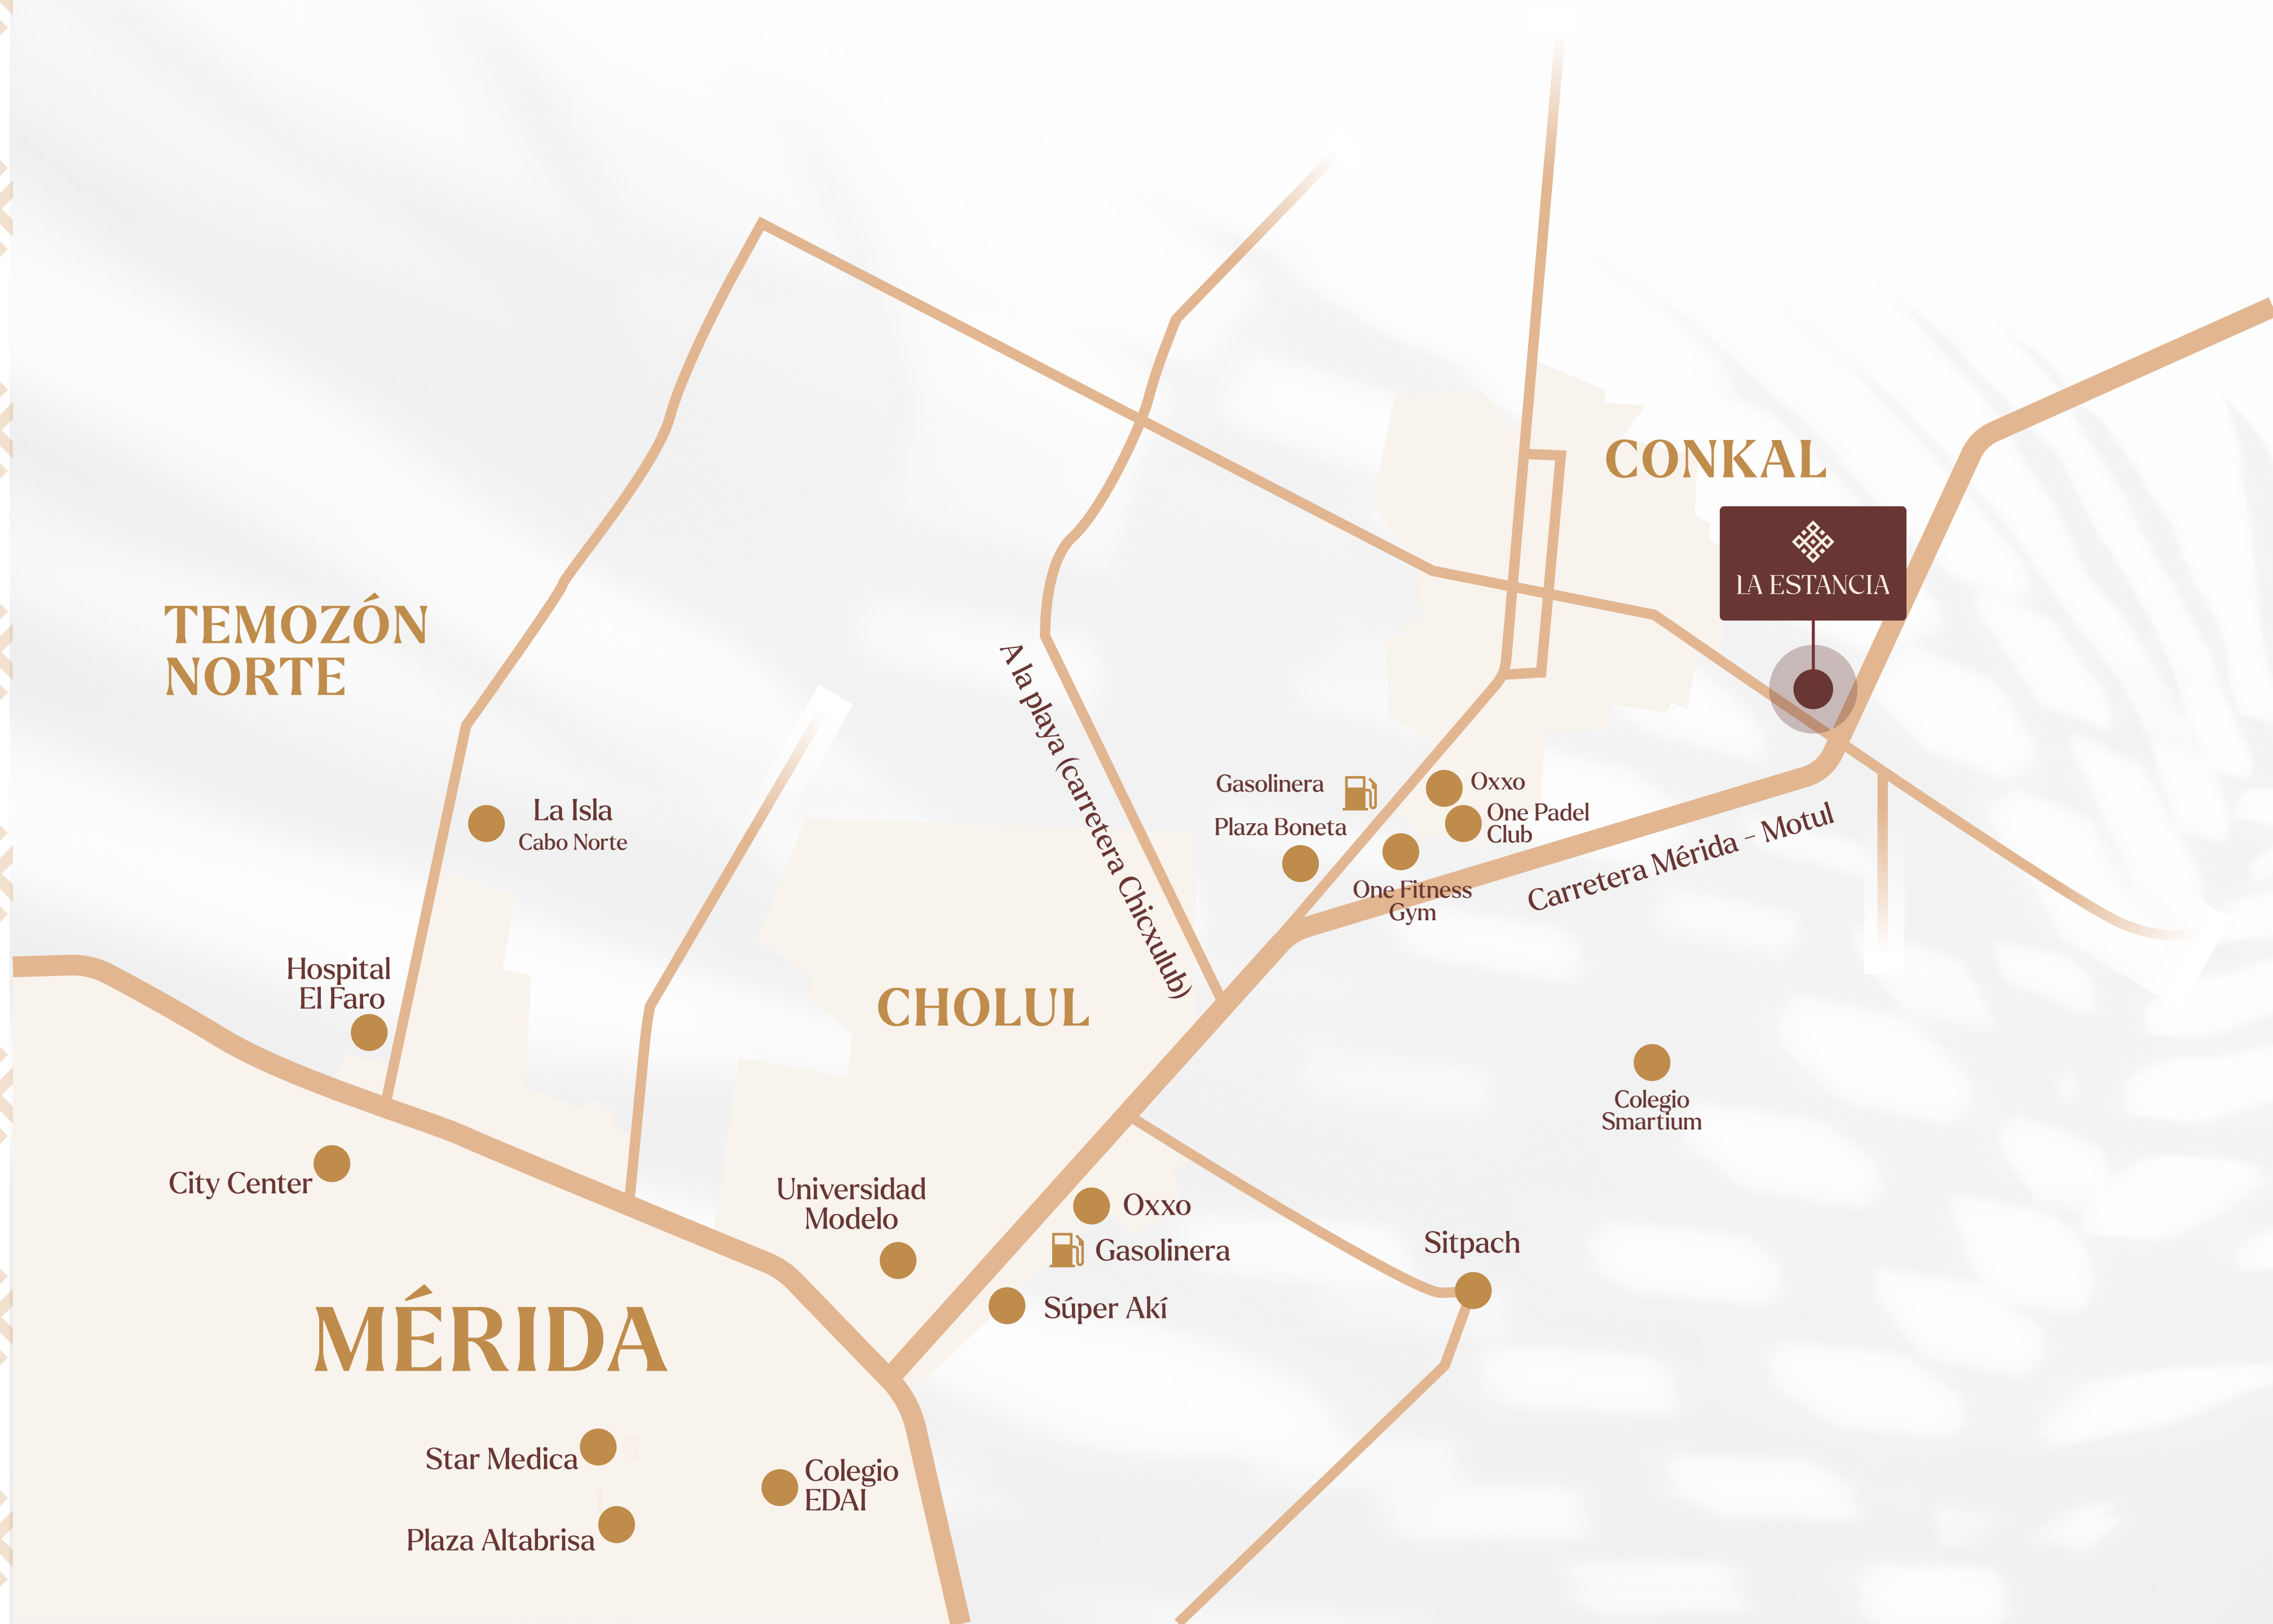 CONKAL
LA ESTANCIA
TEMOZÓN
NORTE
A la playa (carretera Chicxulub)
Gasolinera
Oxxo
One Padel
Club
Plaza Boneta
La Isla
Cabo Norte
One Fitness
Gym
Carretera Mérida - Motul
Hospital
El Faro
CHOLUL
Colegio
Smartium
City Center
Universidad
Modelo
Oxxo
Gasolinera
Sitpach
Súper Akí
MÉRIDA
Star Medica
5
Colegio
EDAI
1
Plaza Altabrisa